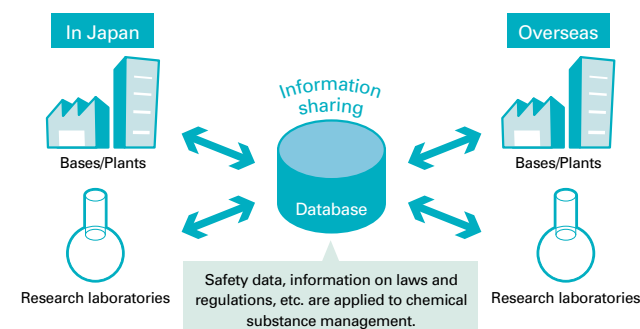 In Japan
Overseas
Information
sharing
Bases/Plants
Bases/Plants
Database
Research laboratories
Research laboratories
Safety data, information on laws and
regulations, etc. are applied to chemical
substance management.